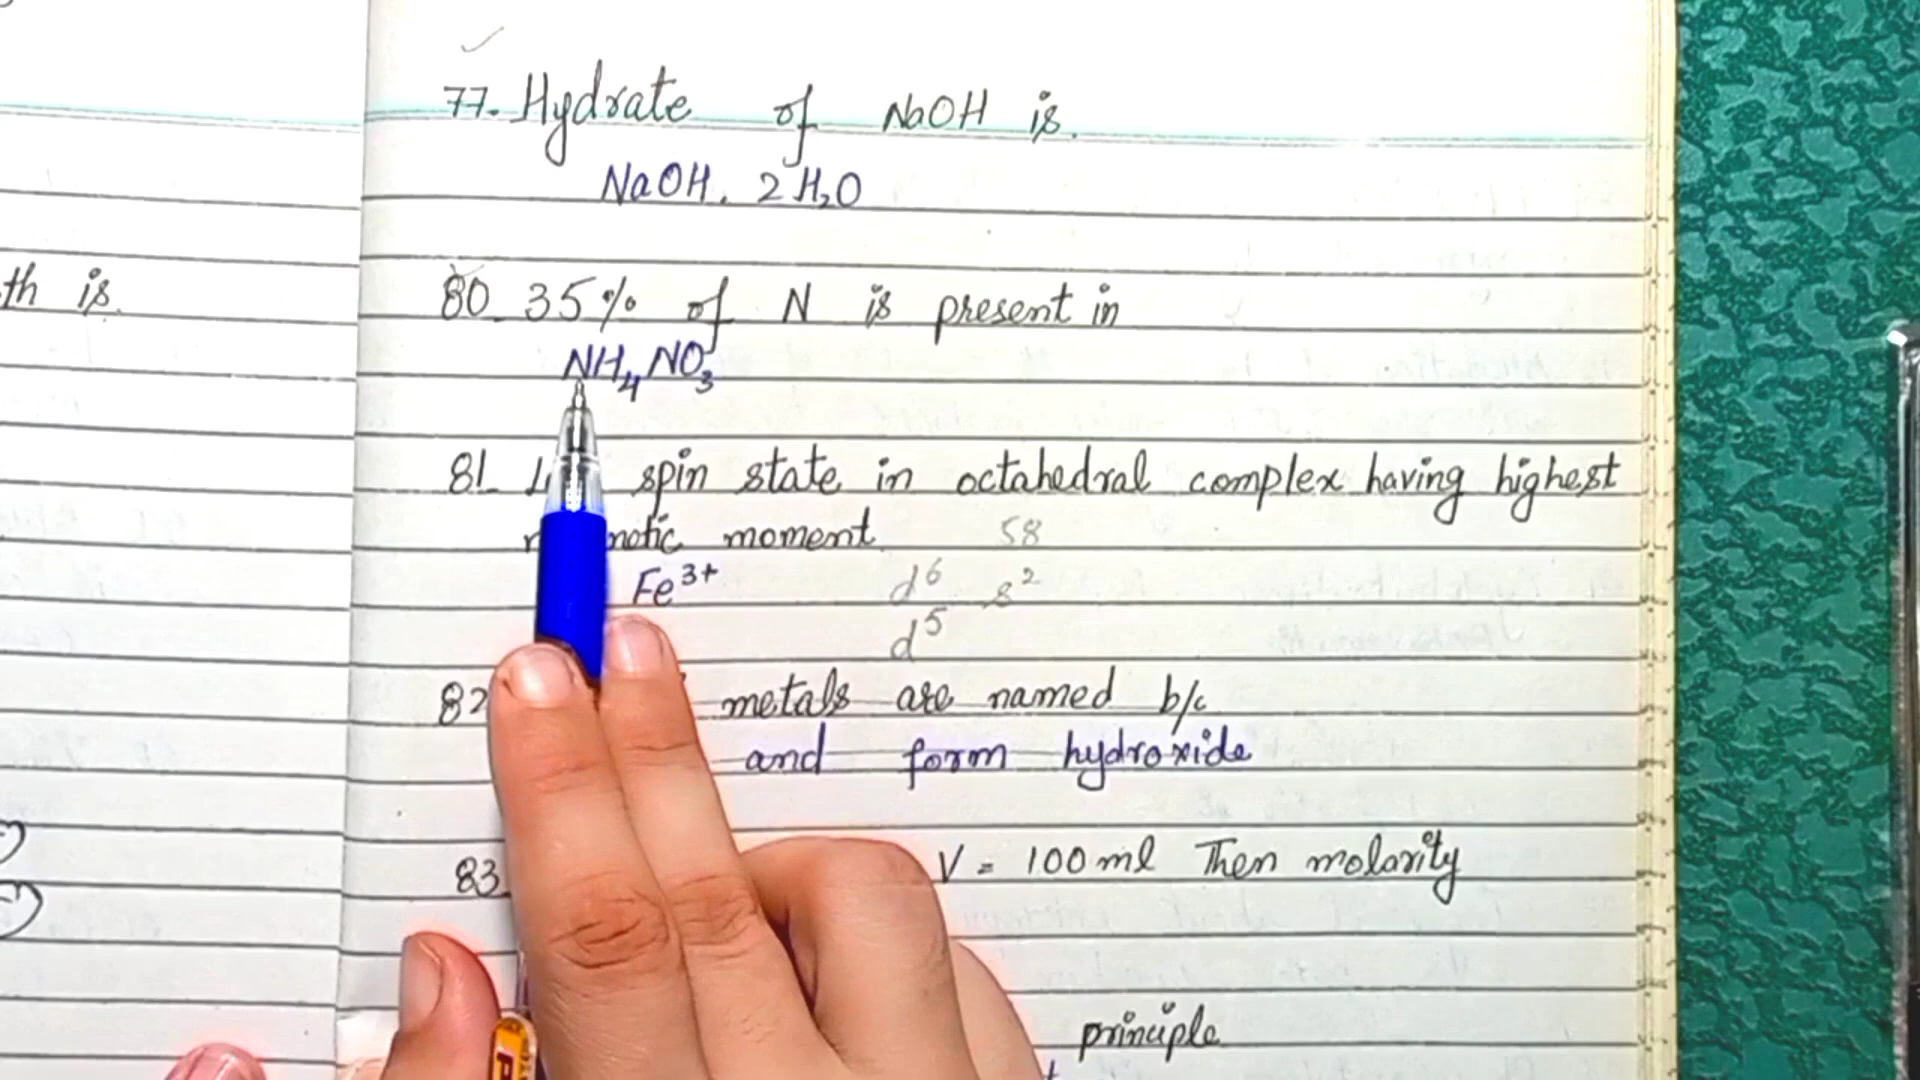 th is
77. Hydrate of NaOH is.
NaOH. 2H₂O
80_ 35% of N is present in
NH₄NO₃
81_ spin state in octahedral complex having highest
moment 58
Fe³⁺ d⁶ s²
d⁵
82 metals are named b/c
and form hydroxide
83 V = 100 ml Then molarity
principle